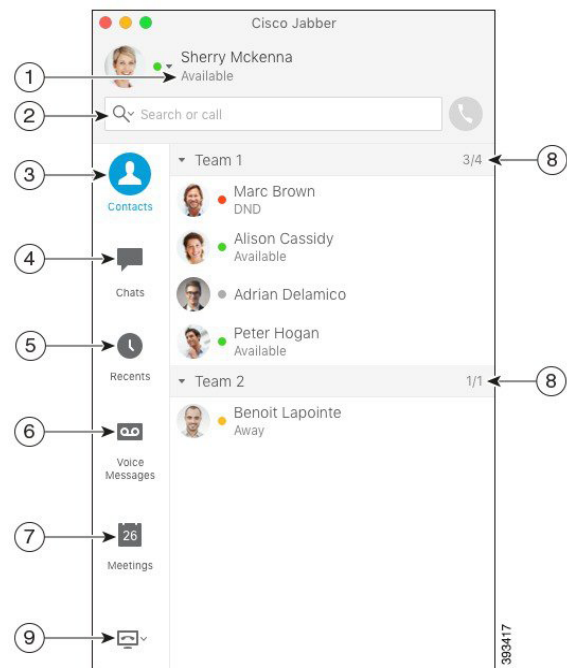 Cisco Jabber
1
Sherry Mckenna
Available
2
Search or call
3
Contacts
Team 1
3/4
8
Marc Brown
DND
4
Chats
Alison Cassidy
Available
Adrian Delamico
5
Recents
Peter Hogan
Available
Team 2
1/1
8
6
Voice
Messages
Benoit Lapointe
Away
7
26
Meetings
9
393417